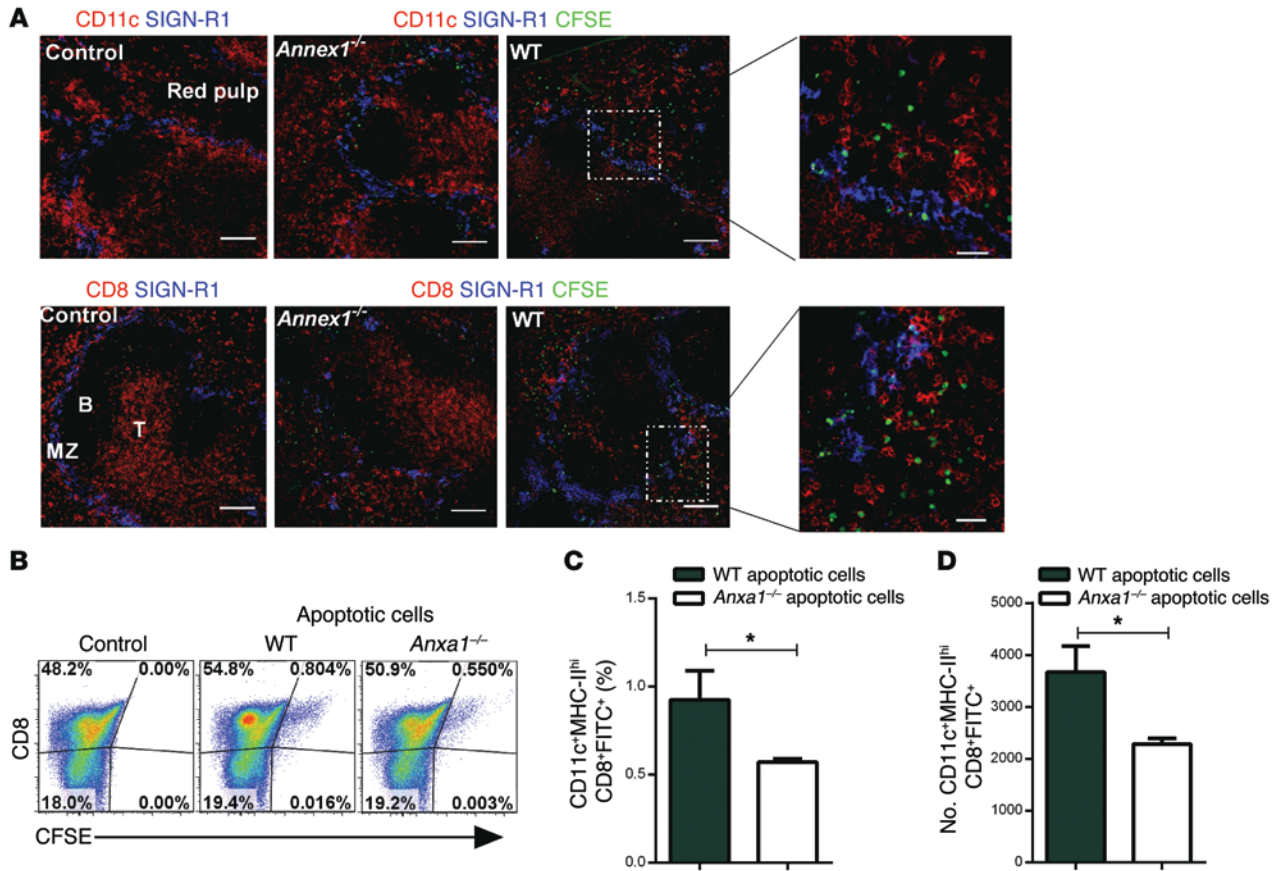 A
CD11c SIGN-R1
CD11c SIGN-R1 CFSE
Control
Red pulp
Annex1-/-
WT
CD8 SIGN-R1
CD8 SIGN-R1 CFSE
Control
B
T
MZ
Annex1-/-
WT
B
Apoptotic cells
Control
WT
Anxa1–/–
48.2%
0.00%
18.0%
0.00%
54.8%
0.804%
19.4%
0.016%
50.9%
0.550%
19.2%
0.003%
CD8
CFSE
C
WT apoptotic cells
Anxa1–/– apoptotic cells
CD11c+MHC-IIhi
CD8+FITC+ (%)
1.5
1.0
0.5
0.0
*
D
WT apoptotic cells
Anxa1–/– apoptotic cells
No. CD11c+MHC-IIhi
CD8+FITC+
5000
4000
3000
2000
1000
0
*